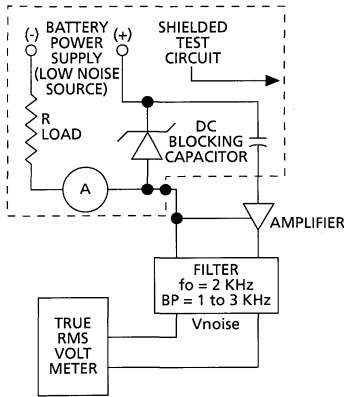 (-) BATTERY (+)
POWER
SUPPLY
(LOW NOISE
SOURCE)
SHIELDED
TEST
CIRCUIT
R
LOAD
DC
BLOCKING
CAPACITOR
A
AMPLIFIER
FILTER
fo = 2 KHz
BP = 1 to 3 KHz
Vnoise
TRUE
RMS
VOLT
METER